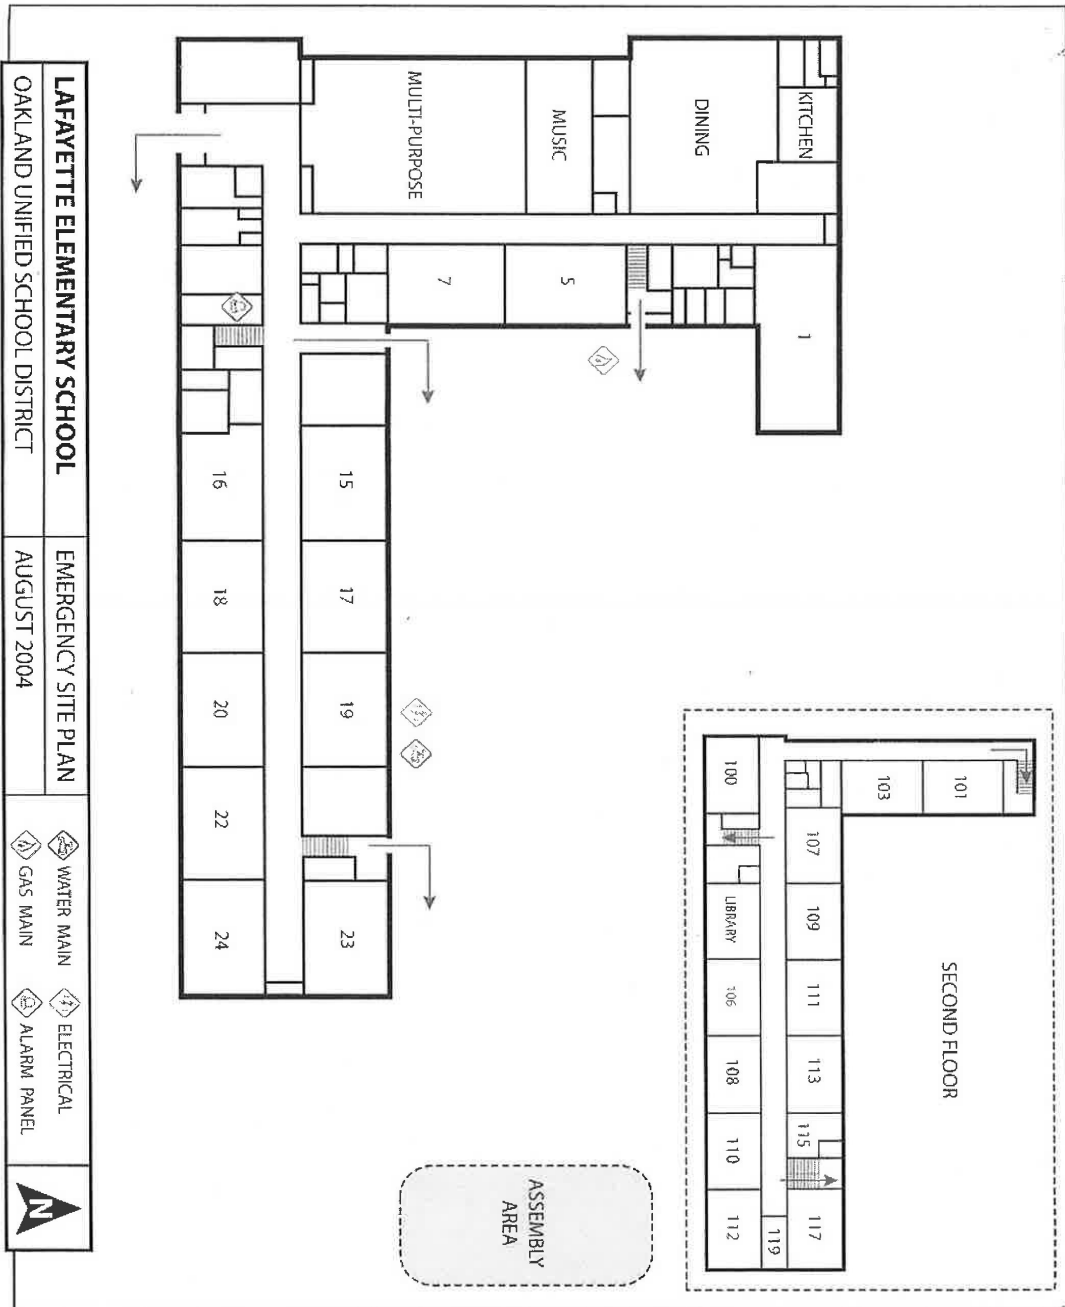 KITCHEN
DINING
MUSIC
MULTI-PURPOSE
1
5
7
15
17
19
23
16
18
20
22
24
SECOND FLOOR
101
103
107
109
111
113
115
117
100
LIBRARY
106
108
110
112
119
ASSEMBLY
AREA
LAFAYETTE ELEMENTARY SCHOOL
OAKLAND UNIFIED SCHOOL DISTRICT
EMERGENCY SITE PLAN
AUGUST 2004
WATER MAIN
ELECTRICAL
GAS MAIN
ALARM PANEL
N